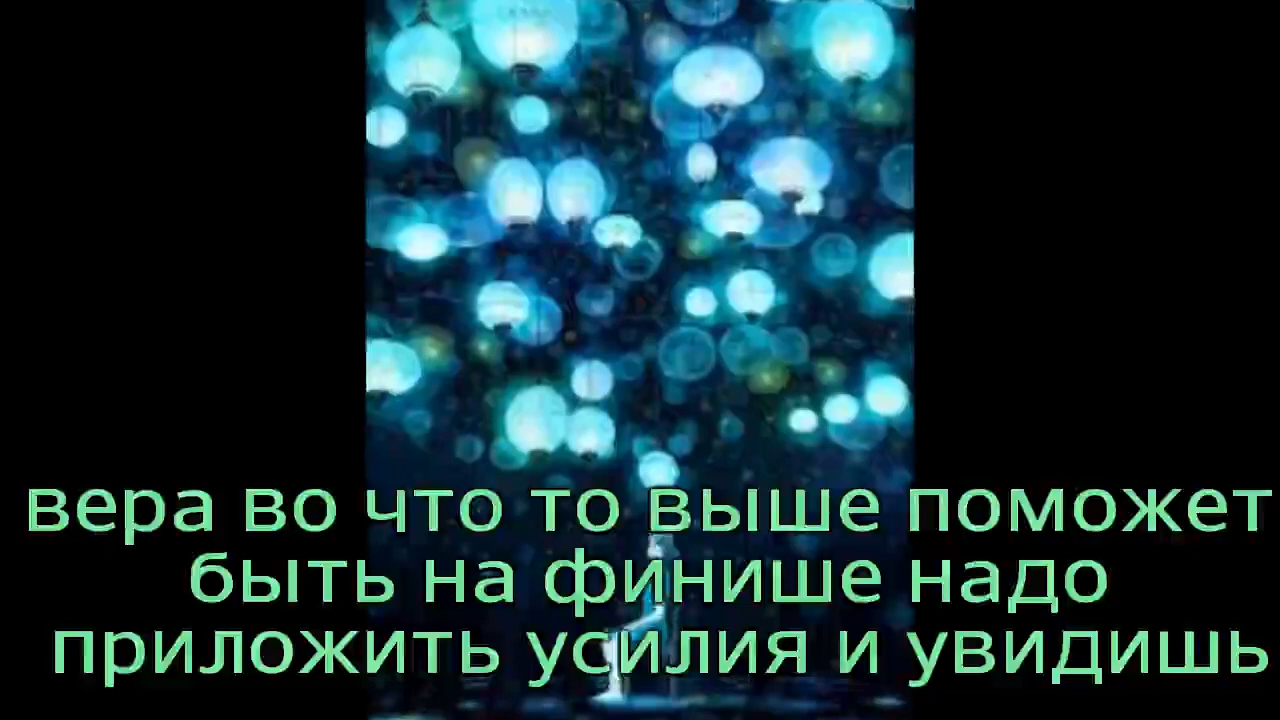 вера во что то выше поможет
быть на финише надо
приложить усилия и увидишь